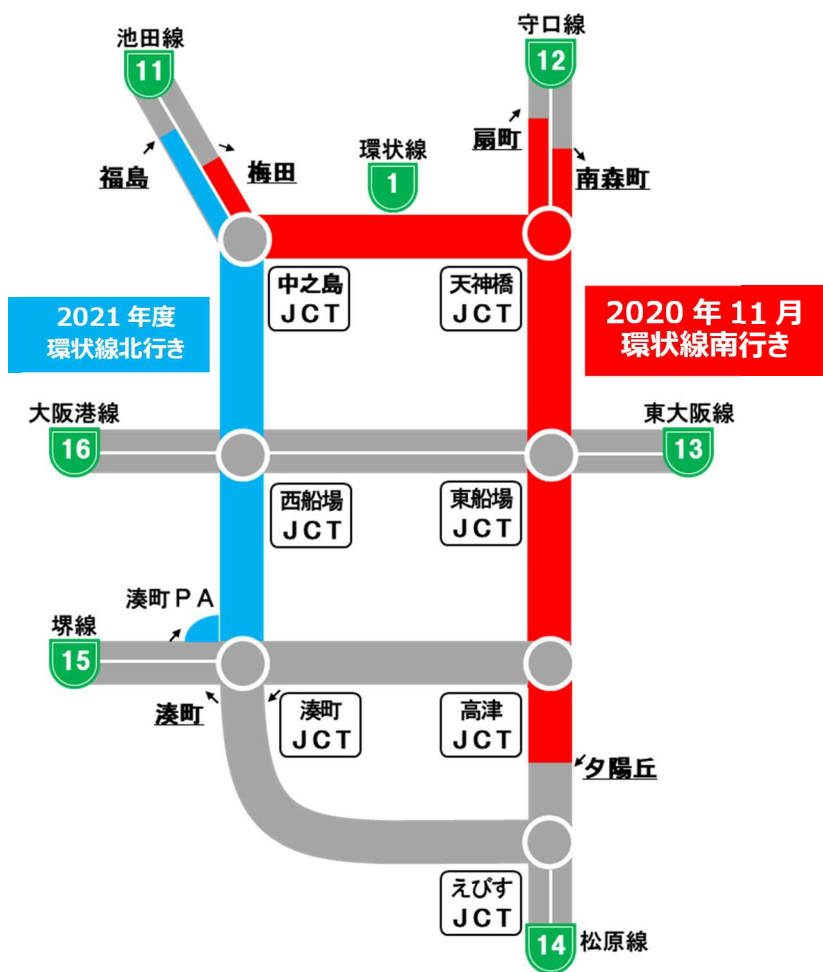 池田線
11
守口線
12
扇町
南森町
福島
梅田
環状線
1
中之島
JCT
天神橋
JCT
2021 年度
環状線北行き
2020 年 11 月
環状線南行き
大阪港線
16
東大阪線
13
西船場
JCT
東船場
JCT
湊町PA
堺線
15
湊町
湊町
JCT
高津
JCT
夕陽丘
えびす
JCT
14
松原線